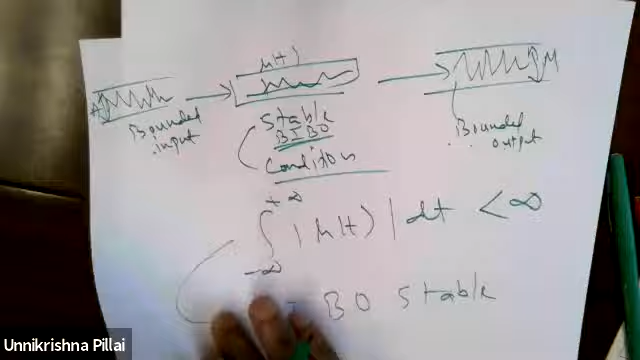 h(t)
A
M
Bounded
input
Stable
BIBO
Condition
Bounded
output
+∞
∫ |h(t)| dt < ∞
-∞
BO Stable
Unnikrishna Pillai